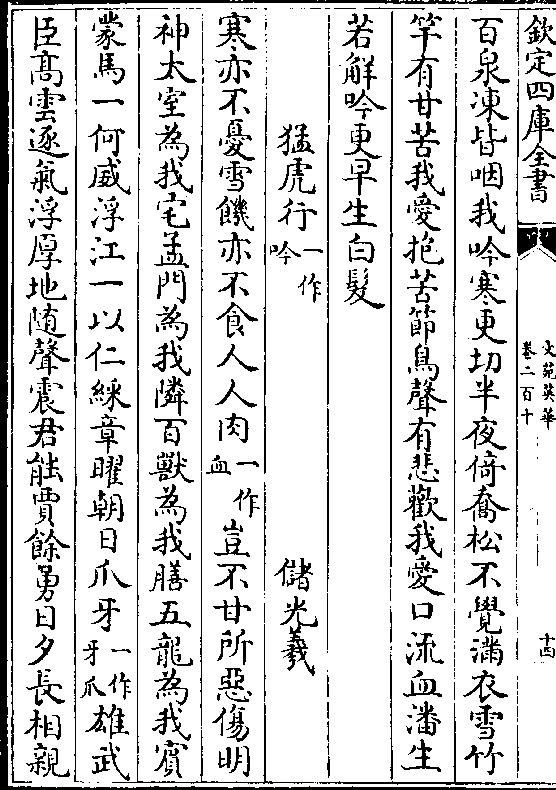 欽定四庫全書
文苑英華
卷二百十
十四
百泉凍皆咽我吟寒更切半夜倚喬松不覺滿衣雪竹
竿有甘苦我愛抱苦節鳥聲有悲歡我愛口流血潘生
若解吟更早生白髮
猛虎行一作吟 儲光羲
寒亦不憂雪饑亦不食人人肉一作血豈不甘所惡傷明
神太室為我宅孟門為我隣百獸為我膳五龍為我賓
蒙馬一何威浮江一以仁綵章曜朝日爪牙一作牙爪雄武
臣髙雲逐氣浮厚地随聲震君能賈餘勇日夕長相親